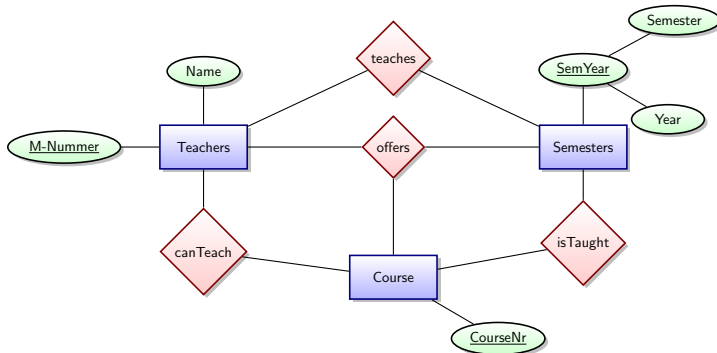 Semester
teaches
Name
SemYear
Year
M-Nummer
Teachers
offers
Semesters
canTeach
isTaught
Course
CourseNr